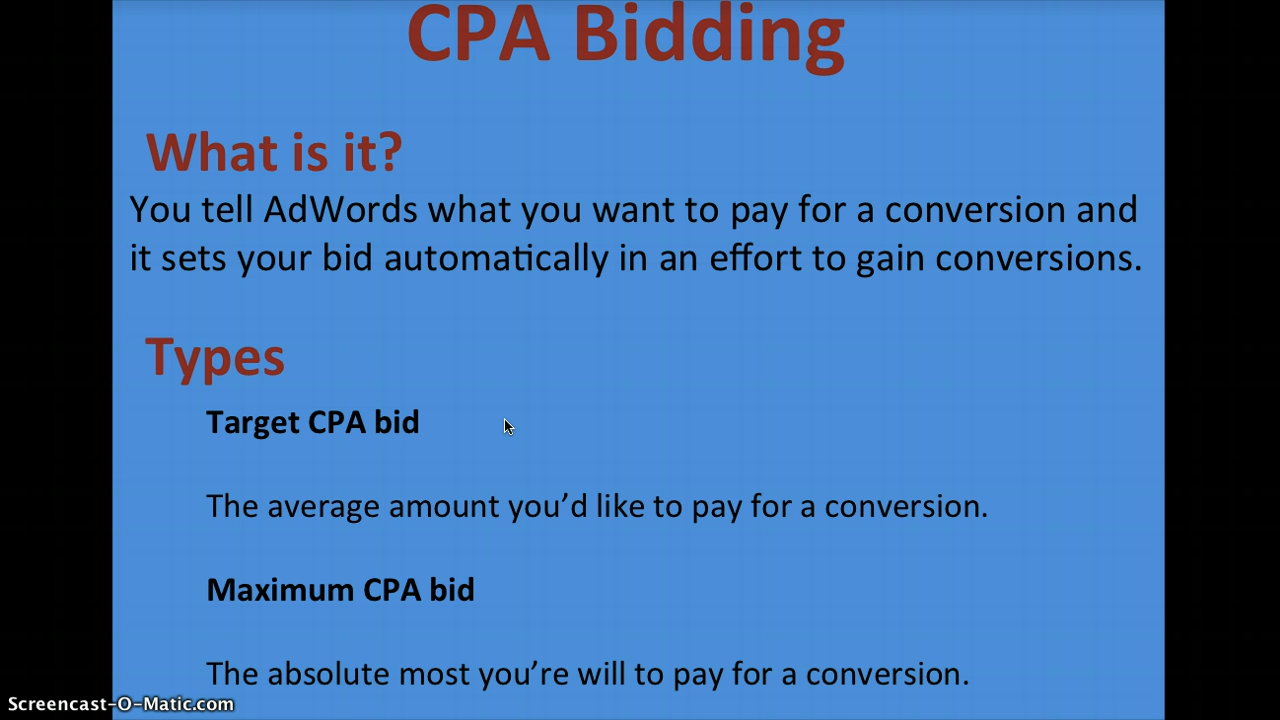 CPA Bidding
What is it?
You tell AdWords what you want to pay for a conversion and
it sets your bid automatically in an effort to gain conversions.
Types
Target CPA bid
The average amount you’d like to pay for a conversion.
Maximum CPA bid
The absolute most you’re will to pay for a conversion.
Screencast-O-Matic.com